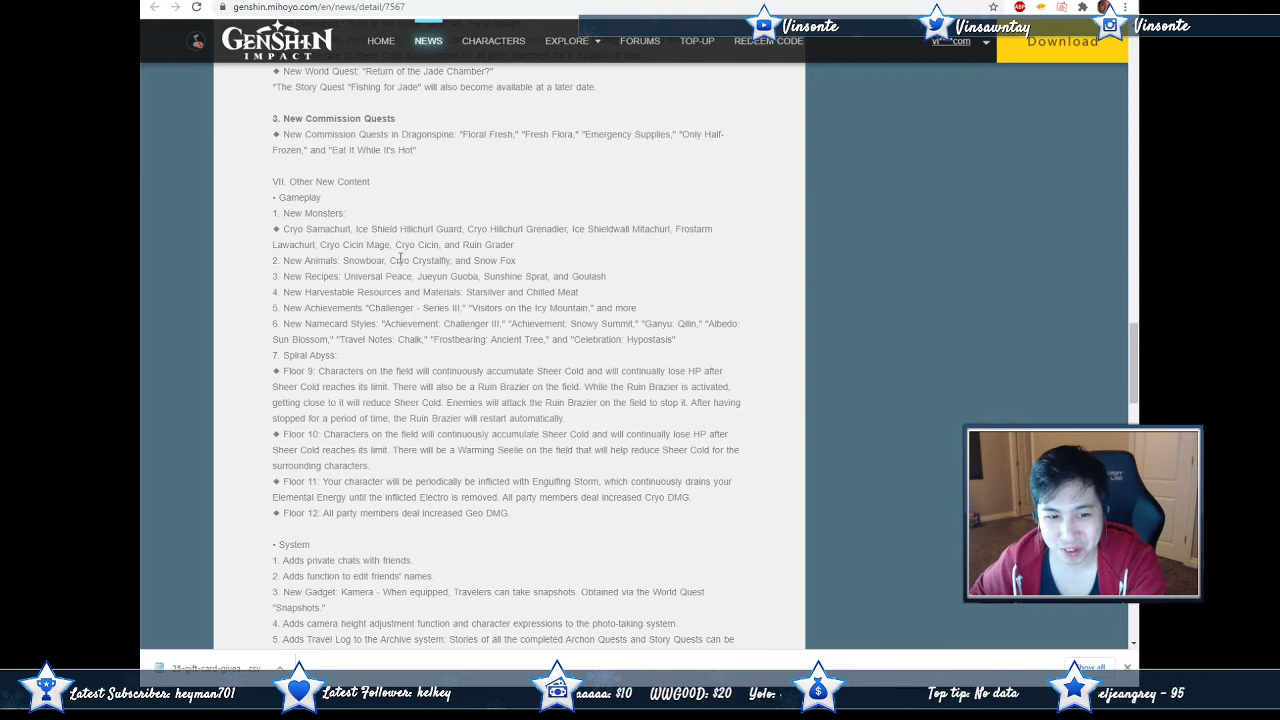 genshin.mihoyo.com/en/news/detail/7567
Vinsonte
Vinsawntay
Vinsonte
GENSHIN
IMPACT
HOME
NEWS
CHARACTERS
EXPLORE
FORUMS
TOP-UP
REDEEM CODE
Download
◆ New World Quest: "Return of the Jade Chamber?"
*The Story Quest "Fishing for Jade" will also become available at a later date.
3. New Commission Quests
◆ New Commission Quests in Dragonspine: "Floral Fresh," "Fresh Flora," "Emergency Supplies," "Only Half-
Frozen," and "Eat It While It's Hot"
VII. Other New Content
• Gameplay
1. New Monsters:
◆ Cryo Samachurl, Ice Shield Hilichurl Guard, Cryo Hilichurl Grenadier, Ice Shieldwall Mitachurl, Frostarm
Lawachurl, Cryo Cicin Mage, Cryo Cicin, and Ruin Grader
2. New Animals: Snowboar, Cryo Crystalfly, and Snow Fox
3. New Recipes: Universal Peace, Jueyun Guoba, Sunshine Sprat, and Goulash
4. New Harvestable Resources and Materials: Starsilver and Chilled Meat
5. New Achievements "Challenger - Series III," "Visitors on the Icy Mountain," and more
6. New Namecard Styles: "Achievement: Challenger III," "Achievement: Snowy Summit," "Ganyu: Qilin," "Albedo:
Sun Blossom," "Travel Notes: Chalk," "Frostbearing: Ancient Tree," and "Celebration: Hypostasis"
7. Spiral Abyss:
◆ Floor 9: Characters on the field will continuously accumulate Sheer Cold and will continually lose HP after
Sheer Cold reaches its limit. There will also be a Ruin Brazier on the field. While the Ruin Brazier is activated,
getting close to it will reduce Sheer Cold. Enemies will attack the Ruin Brazier on the field to stop it. After having
stopped for a period of time, the Ruin Brazier will restart automatically.
◆ Floor 10: Characters on the field will continuously accumulate Sheer Cold and will continually lose HP after
Sheer Cold reaches its limit. There will be a Warming Seelie on the field that will help reduce Sheer Cold for the
surrounding characters.
◆ Floor 11: Your character will be periodically be inflicted with Engulfing Storm, which continuously drains your
Elemental Energy until the inflicted Electro is removed. All party members deal increased Cryo DMG.
◆ Floor 12: All party members deal increased Geo DMG.
• System
1. Adds private chats with friends.
2. Adds function to edit friends' names.
3. New Gadget: Kamera - When equipped, Travelers can take snapshots. Obtained via the World Quest
"Snapshots."
4. Adds camera height adjustment function and character expressions to the photo-taking system.
5. Adds Travel Log to the Archive system: Stories of all the completed Archon Quests and Story Quests can be
25-gift-card-givea....csv
Show all
Latest Subscriber: heyman701
Latest Follower: kelkey
aaaaa: $10
WWGOOD: $20
Yolo:
Top tip: No data
eljeangrey - 95